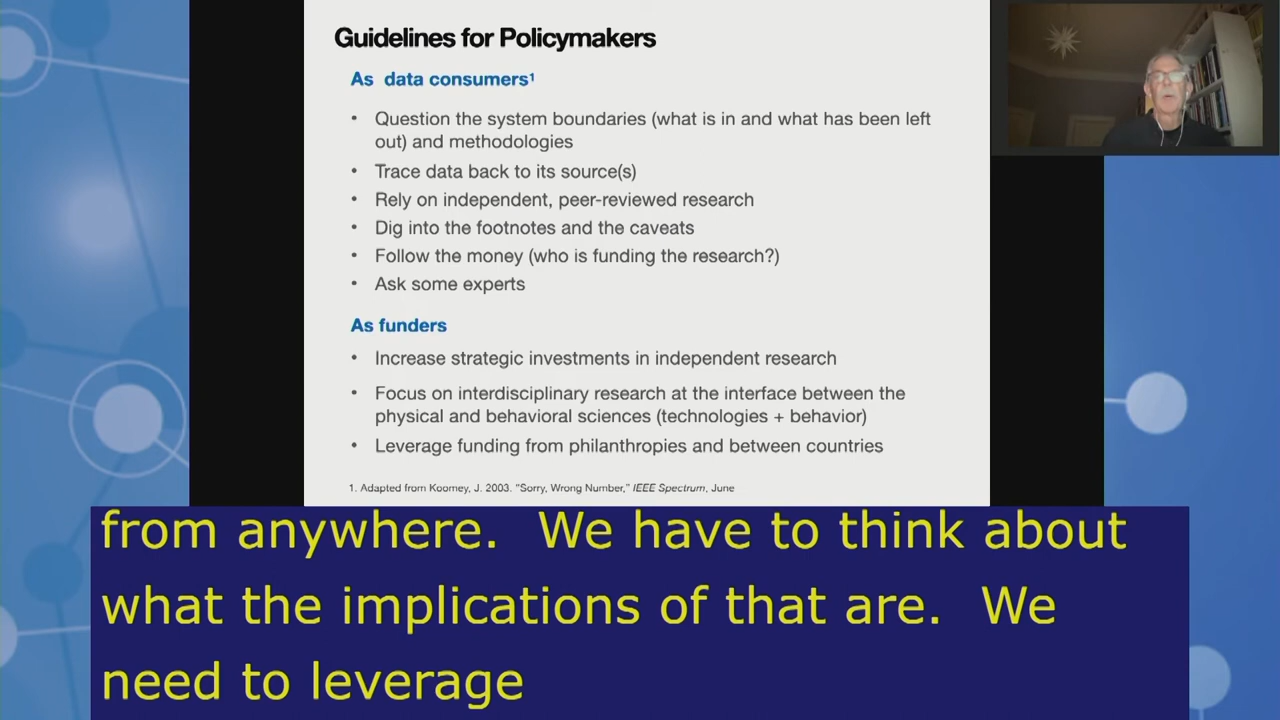 Guidelines for Policymakers
As data consumers¹
• Question the system boundaries (what is in and what has been left
out) and methodologies
• Trace data back to its source(s)
• Rely on independent, peer-reviewed research
• Dig into the footnotes and the caveats
• Follow the money (who is funding the research?)
• Ask some experts
As funders
• Increase strategic investments in independent research
• Focus on interdisciplinary research at the interface between the
physical and behavioral sciences (technologies + behavior)
• Leverage funding from philanthropies and between countries
1. Adapted from Koomey, J. 2003. "Sorry, Wrong Number," IEEE Spectrum, June
from anywhere. We have to think about
what the implications of that are. We
need to leverage